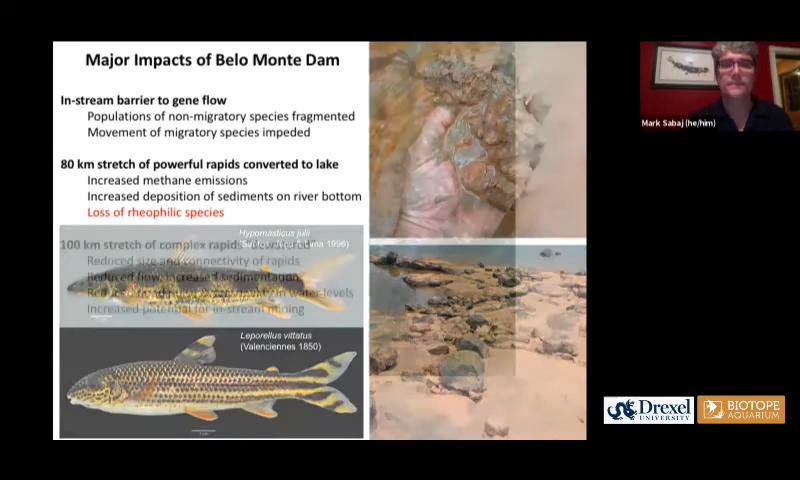 Major Impacts of Belo Monte Dam
In-stream barrier to gene flow
Populations of non-migratory species fragmented
Movement of migratory species impeded
80 km stretch of powerful rapids converted to lake
Increased methane emissions
Increased deposition of sediments on river bottom
Loss of rheophilic species
Hypomasticus julii
100 km stretch of complex rapids
Reduced size and connectivity of rapids
Reduced flow, increased sedimentation
in water levels
Increased potential for in-stream mining
Leporellus vittatus
(Valenciennes 1850)
Mark Sabaj (he/him)
Drexel
UNIVERSITY
BIOTOPE
AQUARIUM